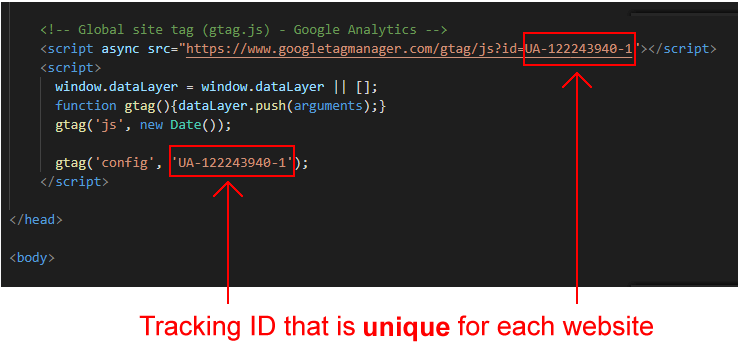 <!-- Global site tag (gtag.js) - Google Analytics -->
<script async src="https://www.googletagmanager.com/gtag/js?id=UA-122243940-1"></script>
<script>
window.dataLayer = window.dataLayer || [];
function gtag(){dataLayer.push(arguments);}
gtag('js', new Date());
gtag('config', 'UA-122243940-1');
</script>
</head>
<body>
Tracking ID that is unique for each website